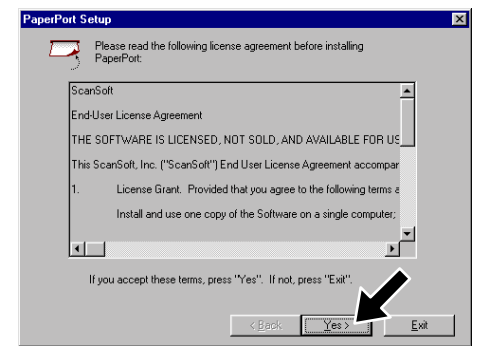 PaperPort Setup
Please read the following license agreement before installing
PaperPort:
ScanSoft
End-User License Agreement
THE SOFTWARE IS LICENSED, NOT SOLD, AND AVAILABLE FOR US
This ScanSoft, Inc. ("ScanSoft") End User License Agreement accompan
1. License Grant. Provided that you agree to the following terms a
Install and use one copy of the Software on a single computer;
If you accept these terms, press "Yes". If not, press "Exit".
< Back
Yes >
Exit